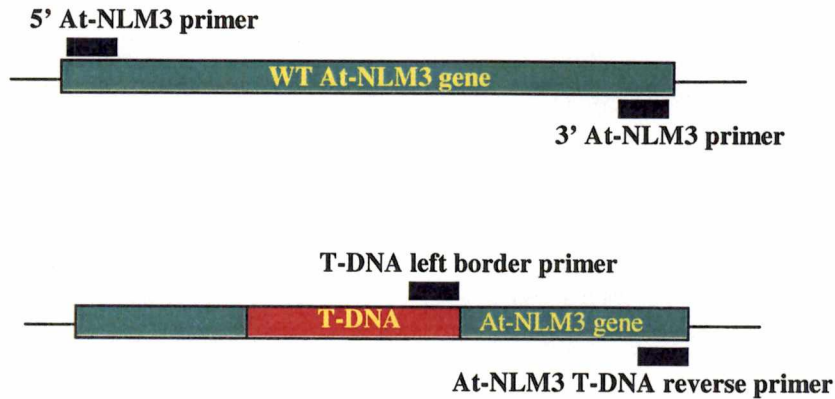 5’ At-NLM3 primer
WT At-NLM3 gene
3’ At-NLM3 primer
T-DNA left border primer
T-DNA
At-NLM3 gene
At-NLM3 T-DNA reverse primer